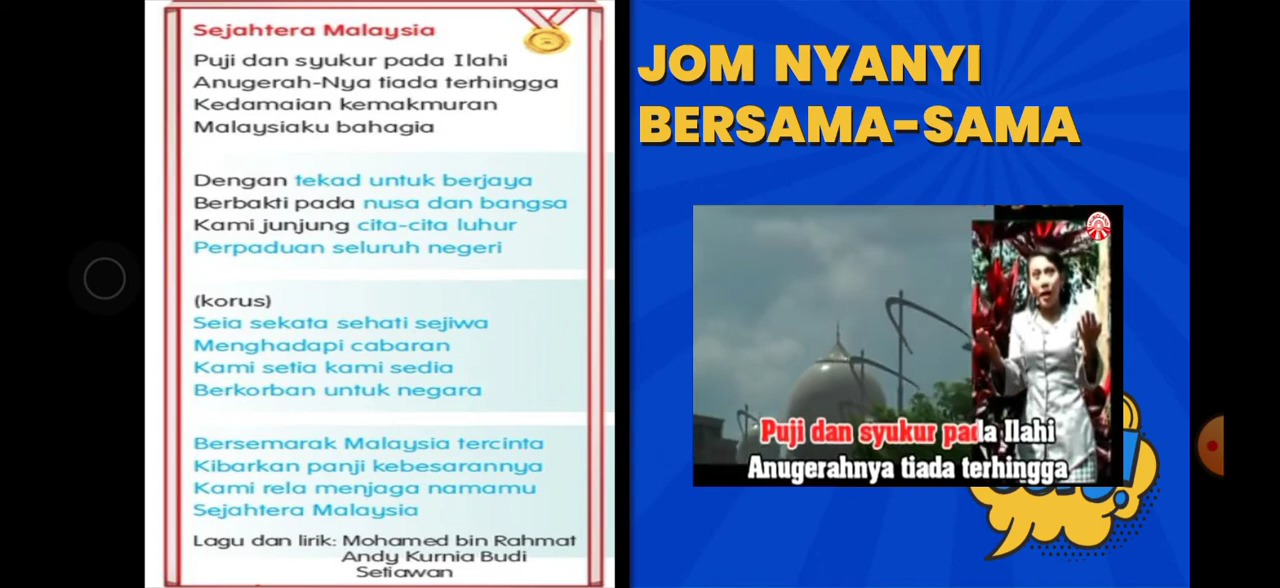 Sejahtera Malaysia
Puji dan syukur pada Ilahi
Anugerah-Nya tiada terhingga
Kedamaian kemakmuran
Malaysiaku bahagia
Dengan tekad untuk berjaya
Berbakti pada nusa dan bangsa
Kami junjung cita-cita luhur
Perpaduan seluruh negeri
(korus)
Seia sekata sehati sejiwa
Menghadapi cabaran
Kami setia kami sedia
Berkorban untuk negara
Bersemarak Malaysia tercinta
Kibarkan panji kebesarannya
Kami rela menjaga namamu
Sejahtera Malaysia
Lagu dan lirik: Mohamed bin Rahmat
Andy Kurnia Budi
Setiawan
JOM NYANYI
BERSAMA-SAMA
Puji dan syukur pada Ilahi
Anugerahnya tiada terhingga